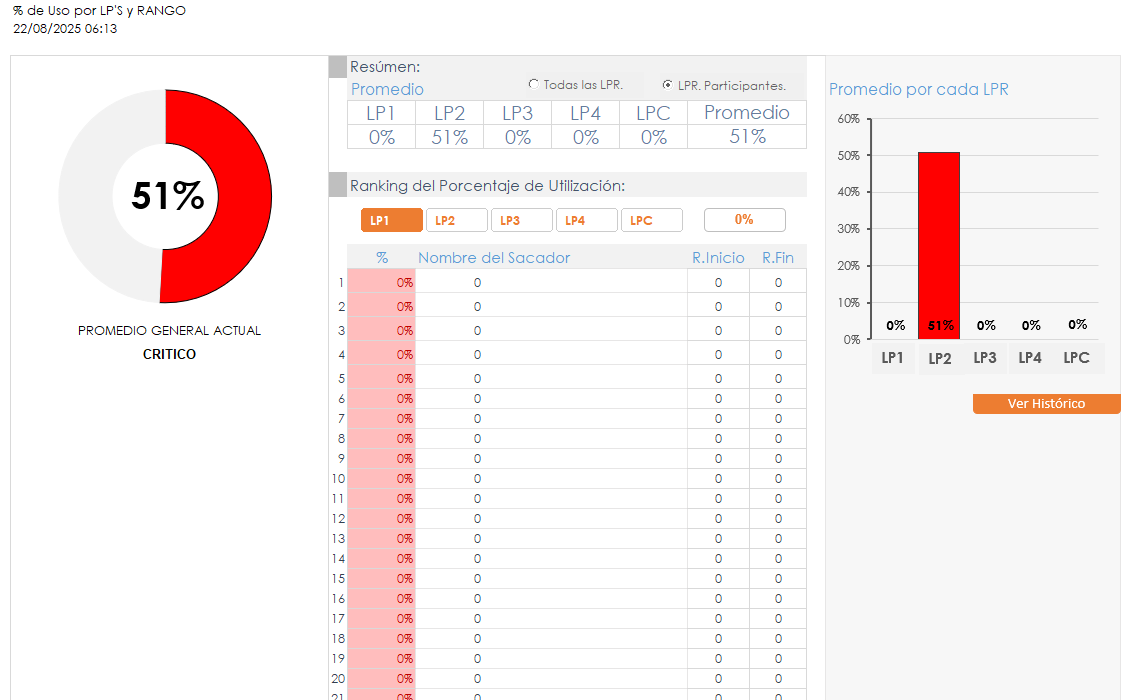 % de Uso por LP'S y RANGO
22/08/2025 06:13
51%
PROMEDIO GENERAL ACTUAL
CRITICO
Resúmen:
Promedio
Todas las LPR.
LPR. Participantes.
LP1 LP2 LP3 LP4 LPC Promedio
0% 51% 0% 0% 0% 51%
Ranking del Porcentaje de Utilización:
LP1 LP2 LP3 LP4 LPC 0%
% Nombre del Sacador R.Inicio R.Fin
1 0% 0 0 0
2 0% 0 0 0
3 0% 0 0 0
4 0% 0 0 0
5 0% 0 0 0
6 0% 0 0 0
7 0% 0 0 0
8 0% 0 0 0
9 0% 0 0 0
10 0% 0 0 0
11 0% 0 0 0
12 0% 0 0 0
13 0% 0 0 0
14 0% 0 0 0
15 0% 0 0 0
16 0% 0 0 0
17 0% 0 0 0
18 0% 0 0 0
19 0% 0 0 0
20 0% 0 0 0
21 0% 0 0 0
Promedio por cada LPR
60%
50%
40%
30%
20%
10%
0%
0% 51% 0% 0% 0%
LP1 LP2 LP3 LP4 LPC
Ver Histórico